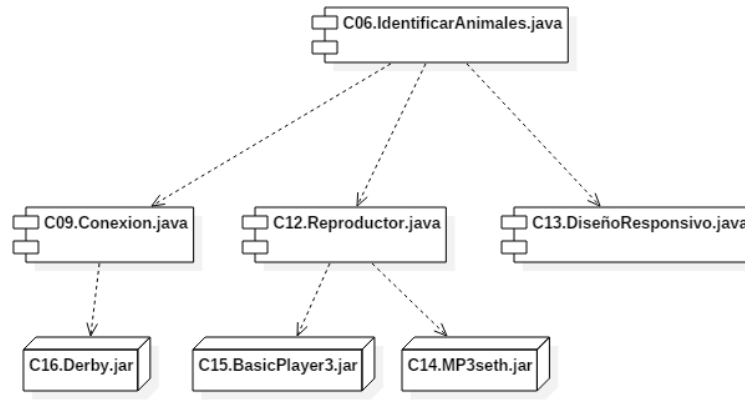 C06.IdentificarAnimales.java
C09.Conexion.java
C12.Reproductor.java
C13.DiseñoResponsivo.java
C16.Derby.jar
C15.BasicPlayer3.jar
C14.MP3seth.jar